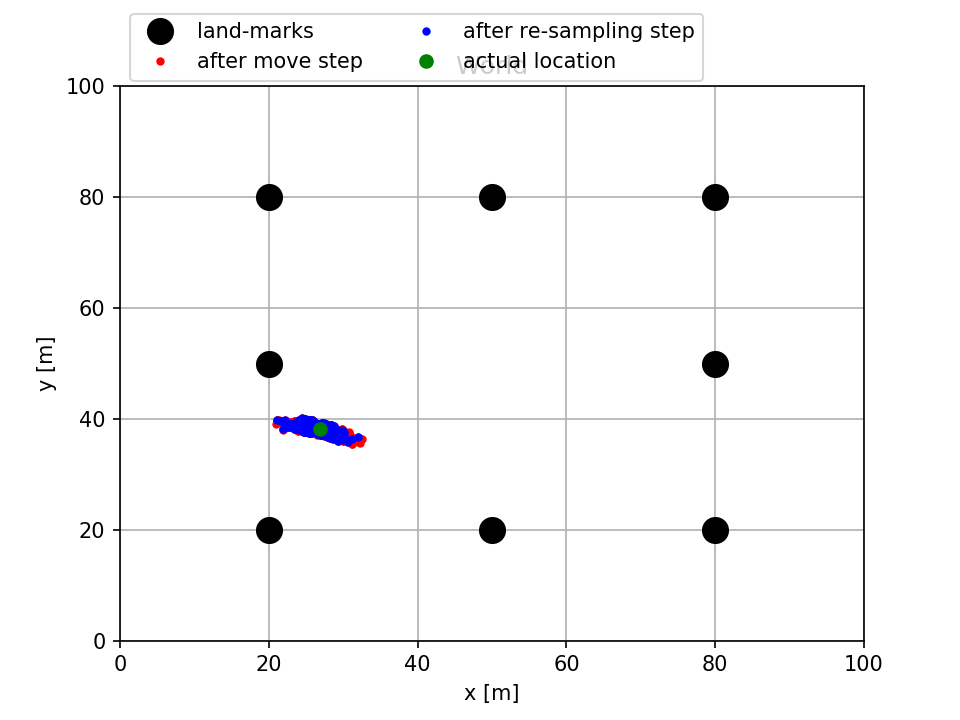 land-marks
after move step
after re-sampling step
actual location
World
100
80
60
40
20
0
0 20 40 60 80 100
y [m]
x [m]